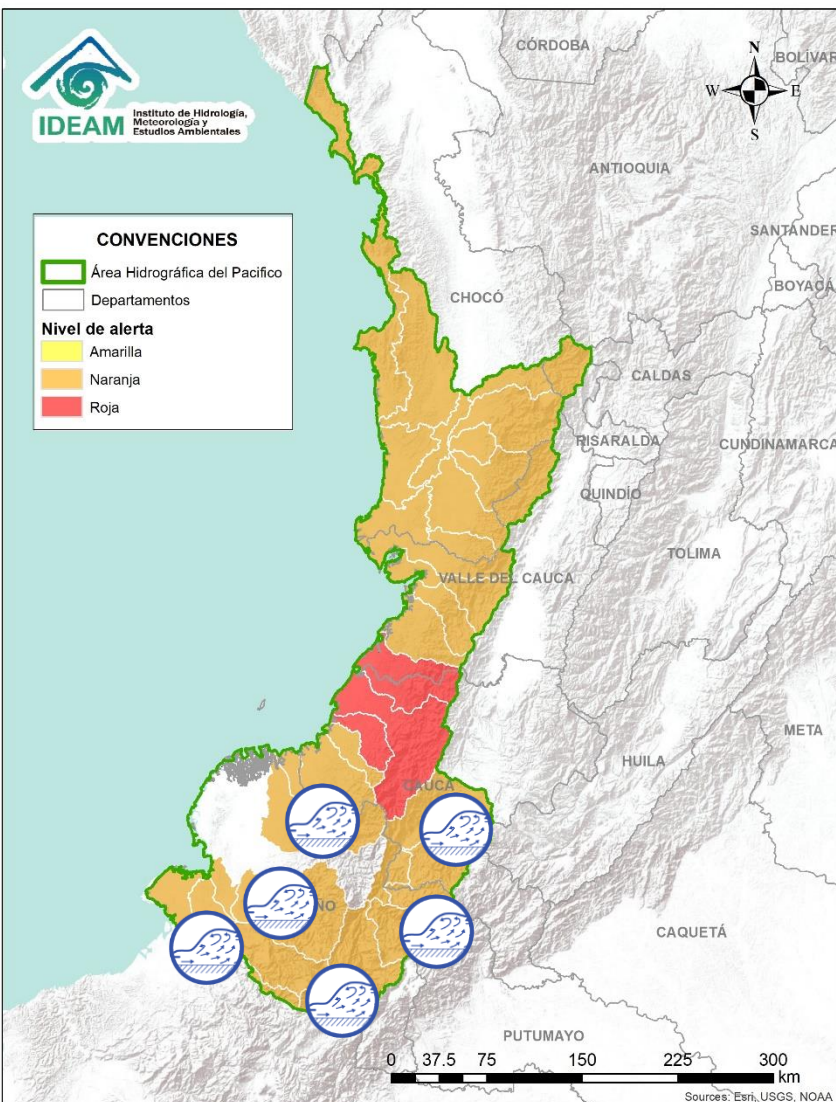 IDEAM
Instituto de Hidrología,
Meteorología y
Estudios Ambientales
N
W
E
S
CONVENCIONES
Área Hidrográfica del Pacifico
Departamentos
Nivel de alerta
Amarilla
Naranja
Roja
CÓRDOBA
BOLÍVAR
ANTIOQUIA
SANTANDER
BOYACÁ
CHOCÓ
CALDAS
RISARALDA
CUNDINAMARCA
QUINDÍO
TOLIMA
VALLE DEL CAUCA
META
HUILA
CAUCA
CAQUETÁ
PUTUMAYO
0 37.5 75 150 225 300
km
Sources: Esri, USGS, NOAA